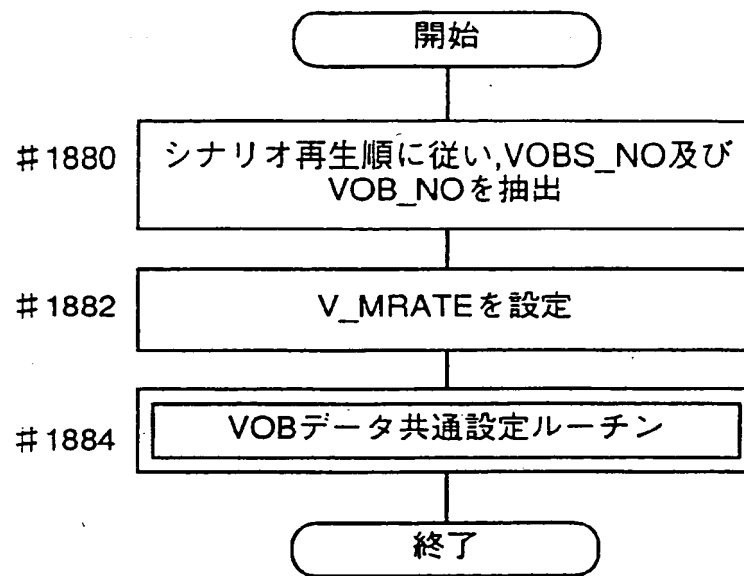 開始
#1880
シナリオ再生順に従い,VOBS_NO及び
VOB_NOを抽出
#1882
V_MRATEを設定
#1884
VOBデータ共通設定ルーチン
終了